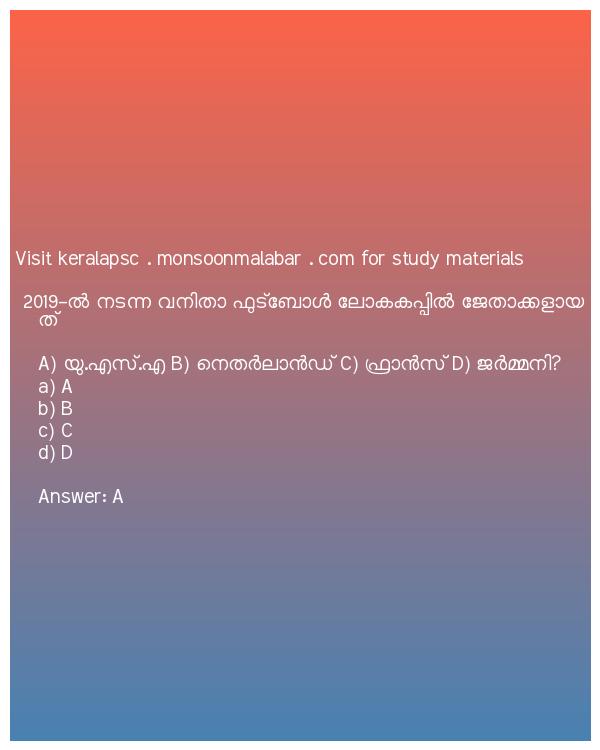 Visit keralapsc . monsoonmalabar . com for study materials
2019-ൽ നടന്ന വനിതാ ഫുട്ബോൾ ലോകകപ്പിൽ ജേതാക്കളായ
ത്
A) യു.എസ്.എ B) നെതർലാൻഡ് C) ഫ്രാൻസ് D) ജർമ്മനി?
a) A
b) B
c) C
d) D
Answer: A